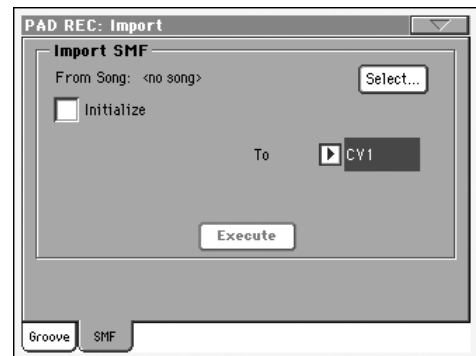 PAD REC: Import
Import SMF
From Song: <no song>
Select...
Initialize
To
CV1
Execute
Groove
SMF